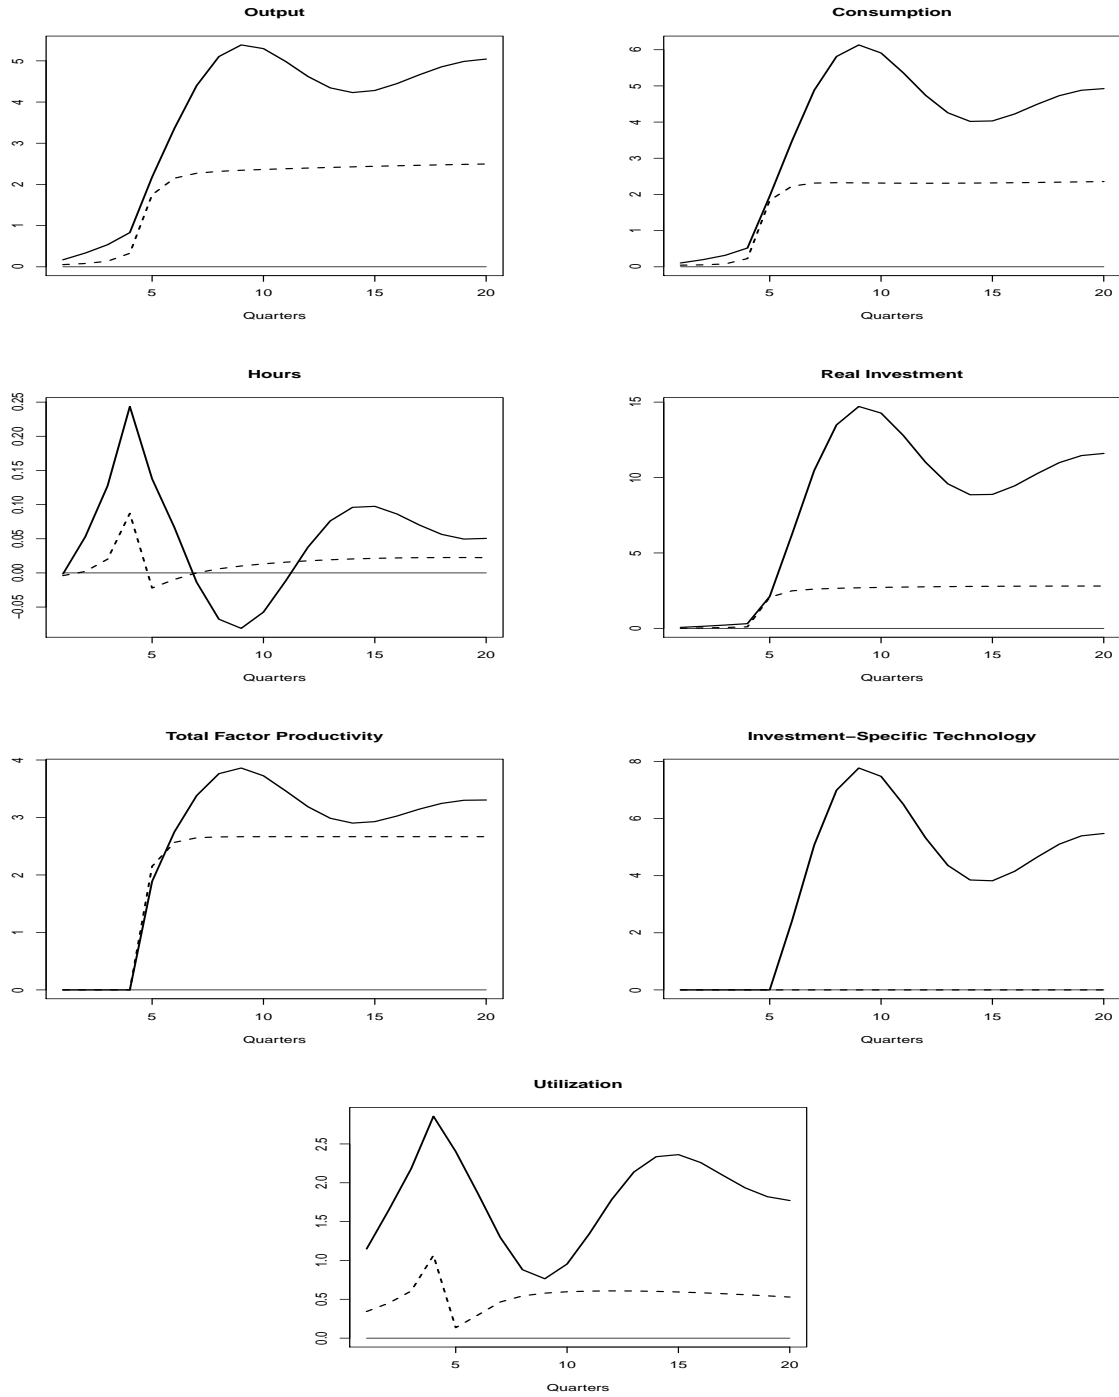 Output
0 1 2 3 4 5
5 10 15 20
Quarters
Consumption
0 1 2 3 4 5 6
5 10 15 20
Quarters
Hours
−0.05 0.00 0.05 0.10 0.15 0.20 0.25
5 10 15 20
Quarters
Real Investment
0 5 10 15
5 10 15 20
Quarters
Total Factor Productivity
0 1 2 3 4
5 10 15 20
Quarters
Investment−Specific Technology
0 2 4 6 8
5 10 15 20
Quarters
Utilization
0.0 0.5 1.0 1.5 2.0 2.5
5 10 15 20
Quarters